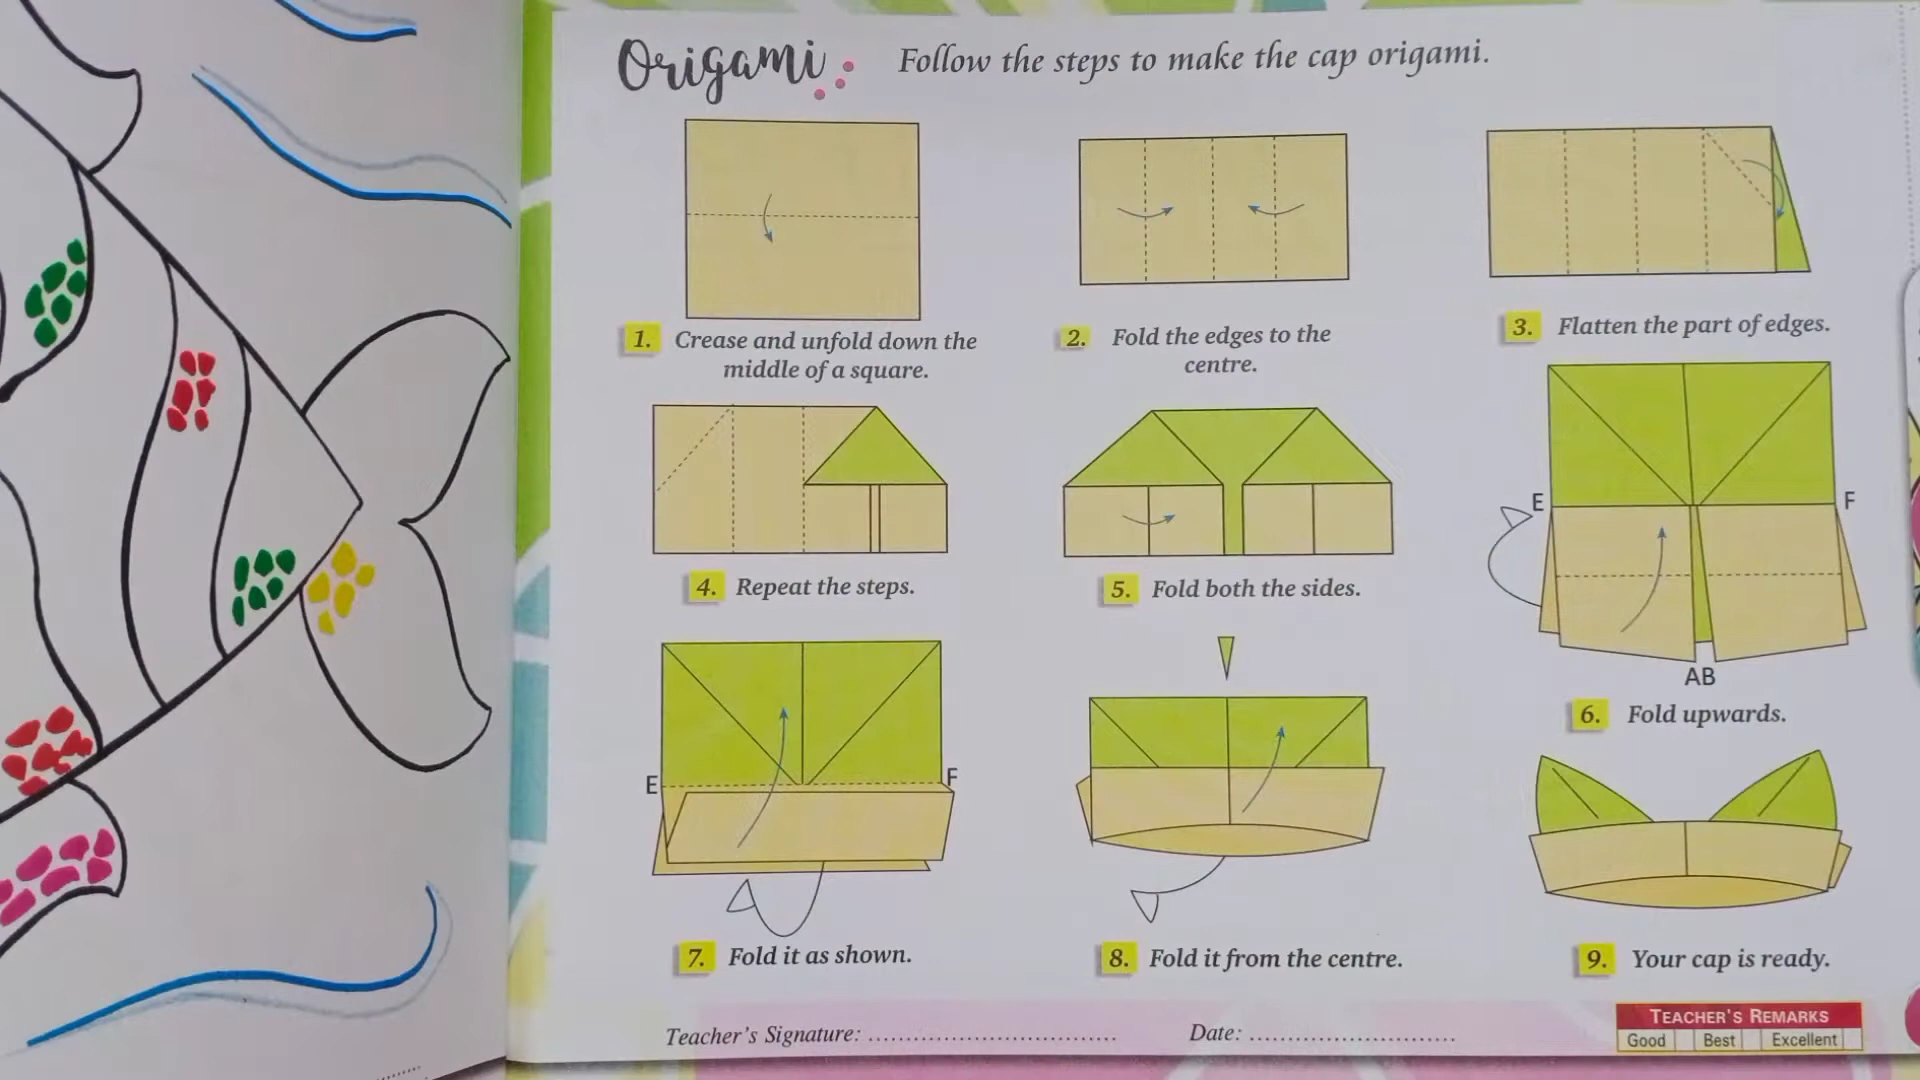 Origami
Follow the steps to make the cap origami.
1. Crease and unfold down the
middle of a square.
2. Fold the edges to the
centre.
3. Flatten the part of edges.
4. Repeat the steps.
5. Fold both the sides.
E
F
AB
6. Fold upwards.
E
F
7. Fold it as shown.
8. Fold it from the centre.
9. Your cap is ready.
Teacher's Signature: ..................................
Date: ............................
TEACHER'S REMARKS
Good Best Excellent